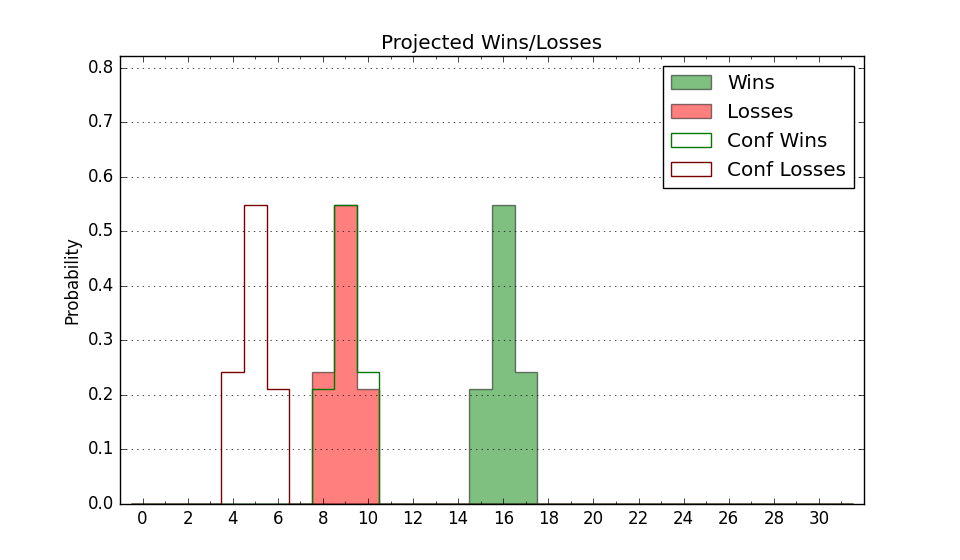 Projected Wins/Losses
Probability
0.8
0.7
0.6
0.5
0.4
0.3
0.2
0.1
0.0
Wins
Losses
Conf Wins
Conf Losses
0 2 4 6 8 10 12 14 16 18 20 22 24 26 28 30